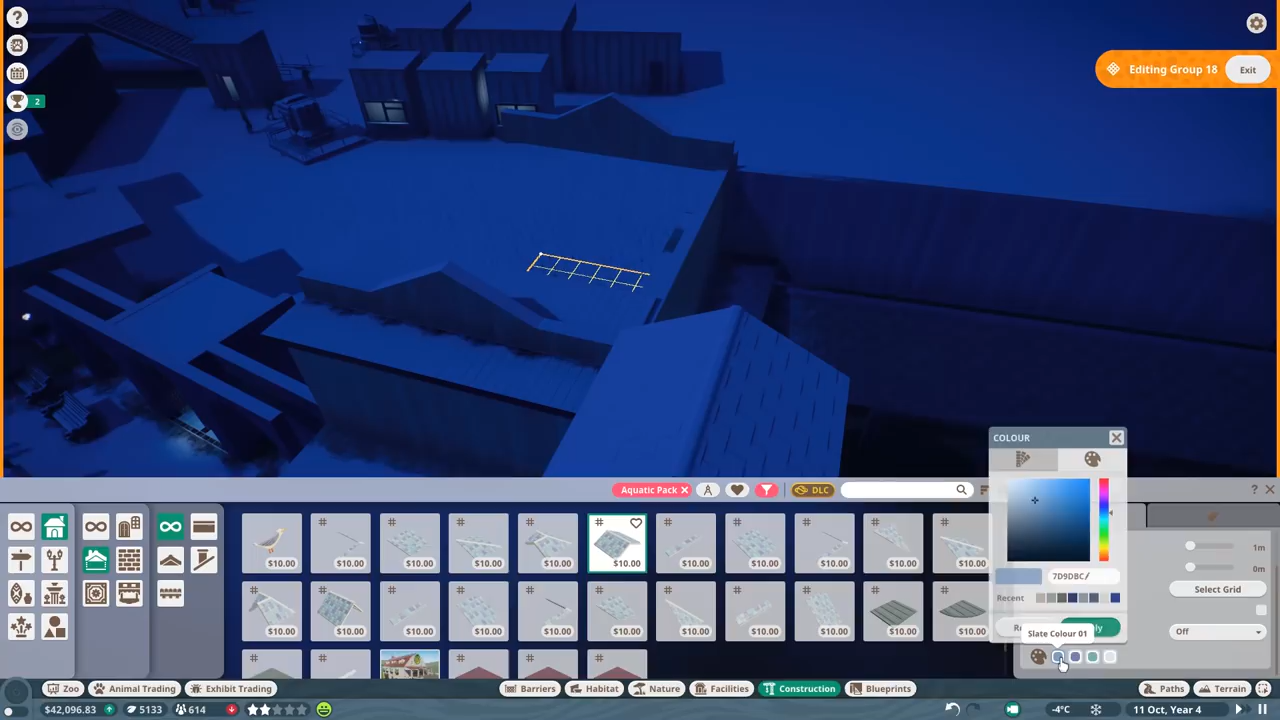 ?
Editing Group 18
Exit
2
COLOUR
Aquatic Pack ×
DLC
? ×
$10.00 $10.00 $10.00 $10.00 $10.00 $10.00 $10.00 $10.00 $10.00 $10.00 $10.00
1m
0m
7D9DBC
Select Grid
Recent
$10.00 $10.00 $10.00 $10.00 $10.00 $10.00 $10.00 $10.00 $10.00 $10.00 $10.00
Slate Colour 01
Off
Zoo
Animal Trading
Exhibit Trading
Barriers
Habitat
Nature
Facilities
Construction
Blueprints
Paths
Terrain
$42,096.83
5133
614
-4°C
11 Oct, Year 4